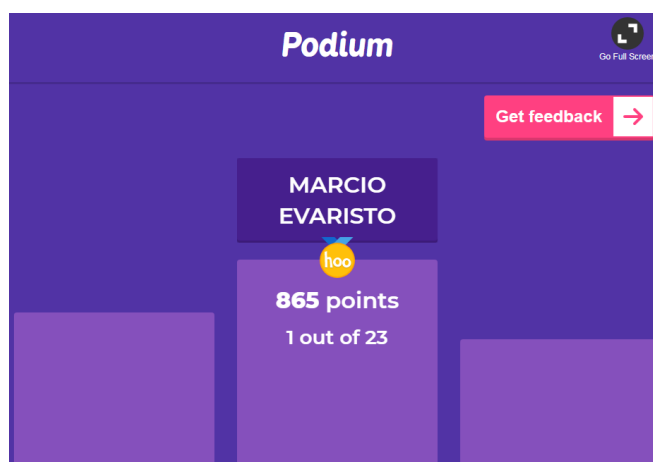 Podium
Go Full Screen
Get feedback
MARCIO
EVARISTO
hoo
865 points
1 out of 23